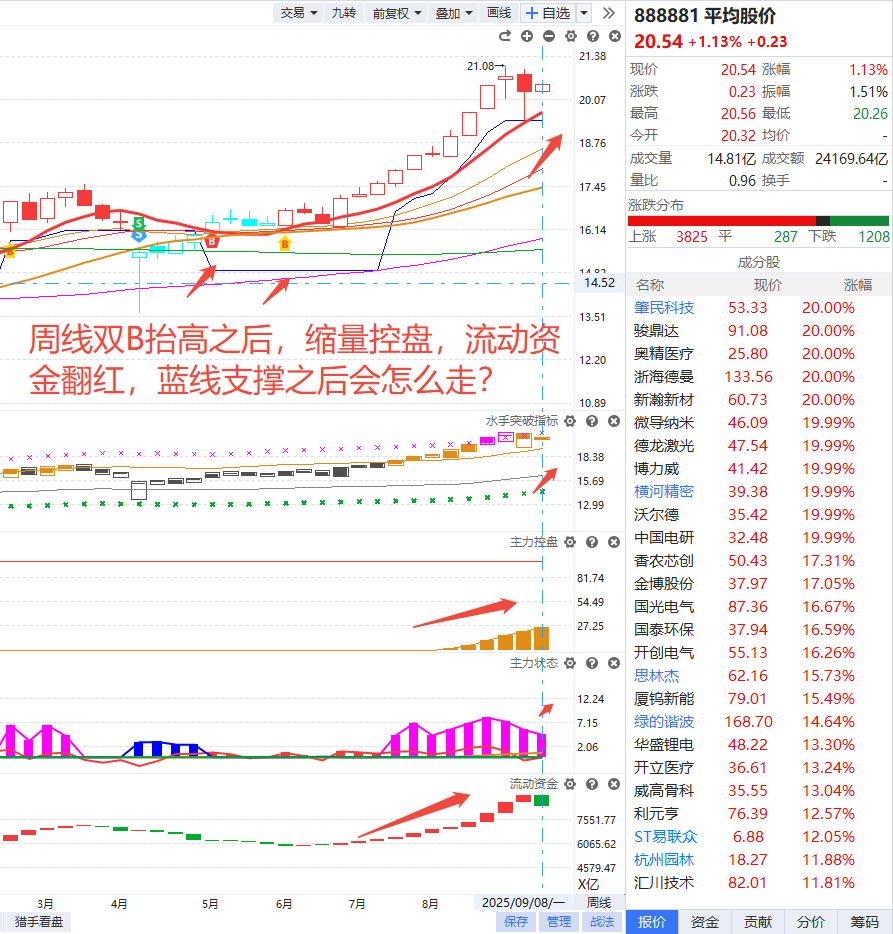 交易 九转 前复权 叠加 画线 +自选
888881 平均股价
20.54 +1.13% +0.23
现价 20.54 涨幅 1.13%
涨跌 0.23 振幅 1.51%
最高 20.56 最低 20.26
今开 20.32 均价 -
成交量 14.81亿 成交额 24169.64亿
量比 0.96 换手 -
涨跌分布
上涨 3825 平 287 下跌 1208
成分股
名称 现价 涨幅
肇民科技 53.33 20.00%
骏鼎达 91.08 20.00%
奥精医疗 25.80 20.00%
浙海德曼 133.56 20.00%
新瀚新材 60.73 20.00%
微导纳米 46.09 19.99%
德龙激光 47.54 19.99%
博力威 41.42 19.99%
横河精密 39.38 19.99%
沃尔德 35.42 19.99%
中国电研 32.48 19.99%
香农芯创 50.43 17.31%
金博股份 37.97 17.05%
国光电气 87.36 16.67%
国泰环保 37.94 16.59%
开创电气 55.13 16.26%
思林杰 62.16 15.73%
厦钨新能 79.01 15.49%
绿的谐波 168.70 14.64%
华盛锂电 48.22 13.30%
开立医疗 36.61 13.24%
威高骨科 35.55 13.04%
利元亨 76.39 12.57%
ST易联众 6.88 12.05%
杭州园林 18.27 11.88%
汇川技术 82.01 11.81%
报价 资金 贡献 分价 筹码
21.08→
21.38
20.07
18.76
17.45
16.14
14.83
14.52
13.51
12.20
10.89
S
S
B
B
B
周线双B抬高之后，缩量控盘，流动资
金翻红，蓝线支撑之后会怎么走？
水手突破指标
18.38
15.69
12.99
主力控盘
81.74
54.49
27.25
主力状态
12.24
7.15
2.06
流动资金
7551.77
6065.62
4579.47
X亿
3月 4月 5月 6月 7月 8月 2025/09/08/一 周线
猎手看盘 保存 管理 战法